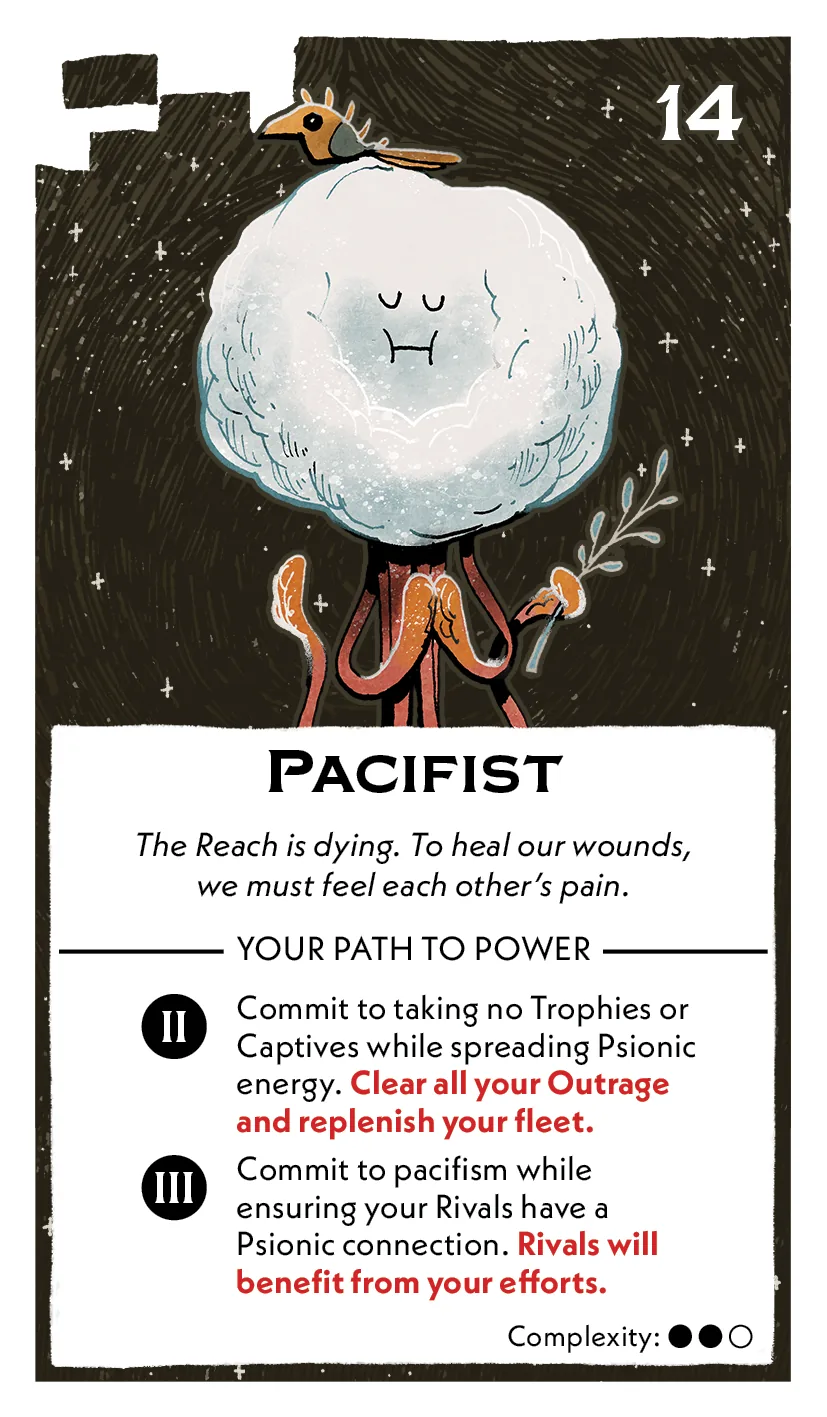 14
Pacifist
The Reach is dying. To heal our wounds,
we must feel each other's pain.
YOUR PATH TO POWER
II
Commit to taking no Trophies or
Captives while spreading Psionic
energy. Clear all your Outrage
and replenish your fleet.
III
Commit to pacifism while
ensuring your Rivals have a
Psionic connection. Rivals will
benefit from your efforts.
Complexity: